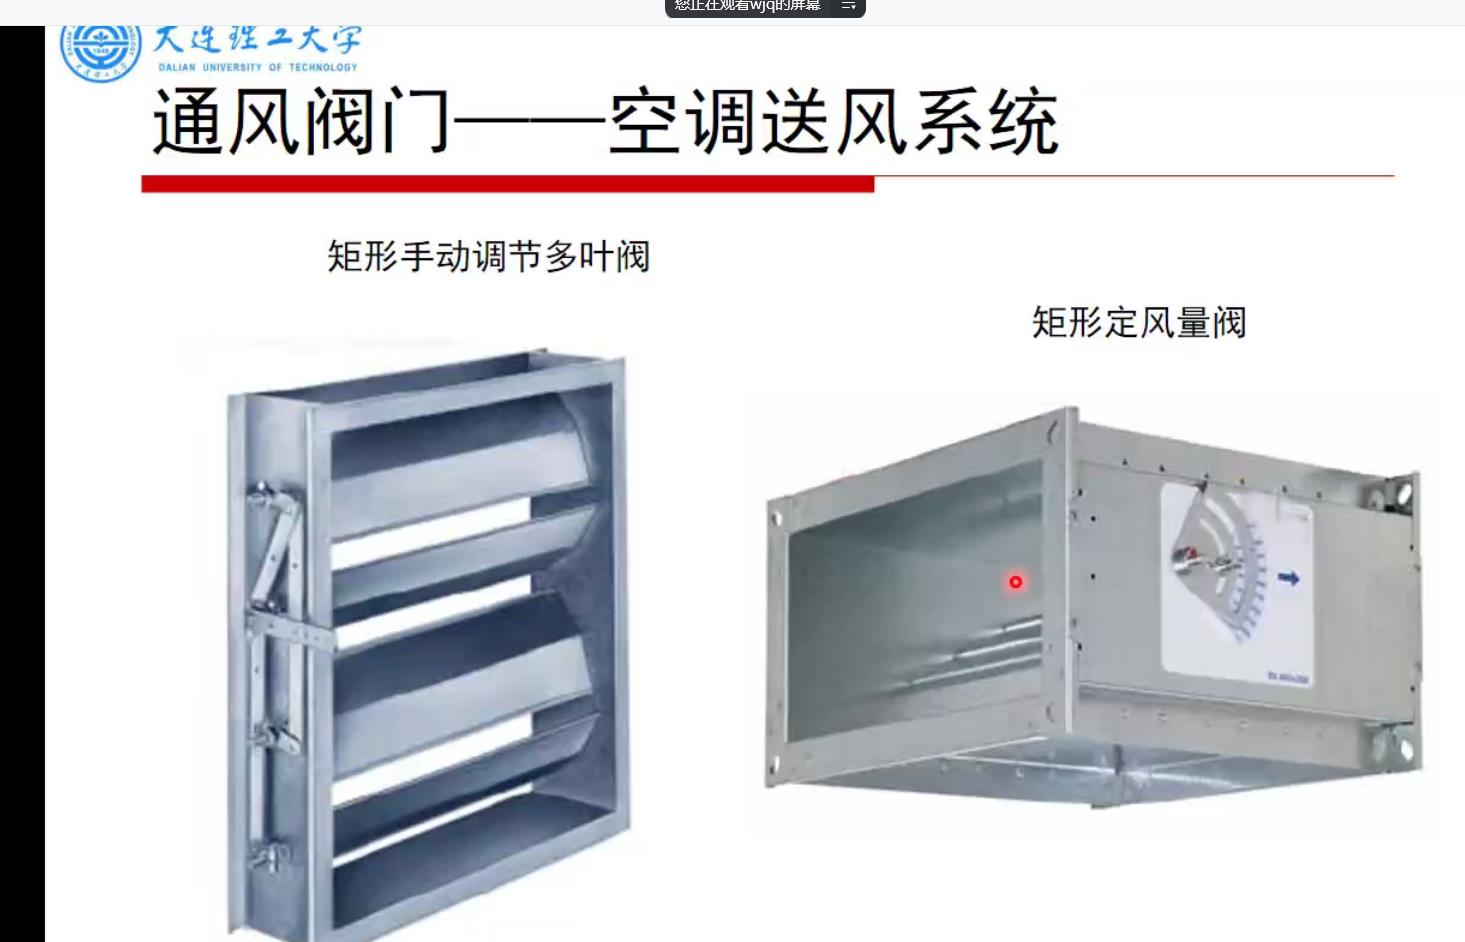 您正在观看wjq的屏幕
大连理工大学
DALIAN UNIVERSITY OF TECHNOLOGY
通风阀门——空调送风系统
矩形手动调节多叶阀
矩形定风量阀